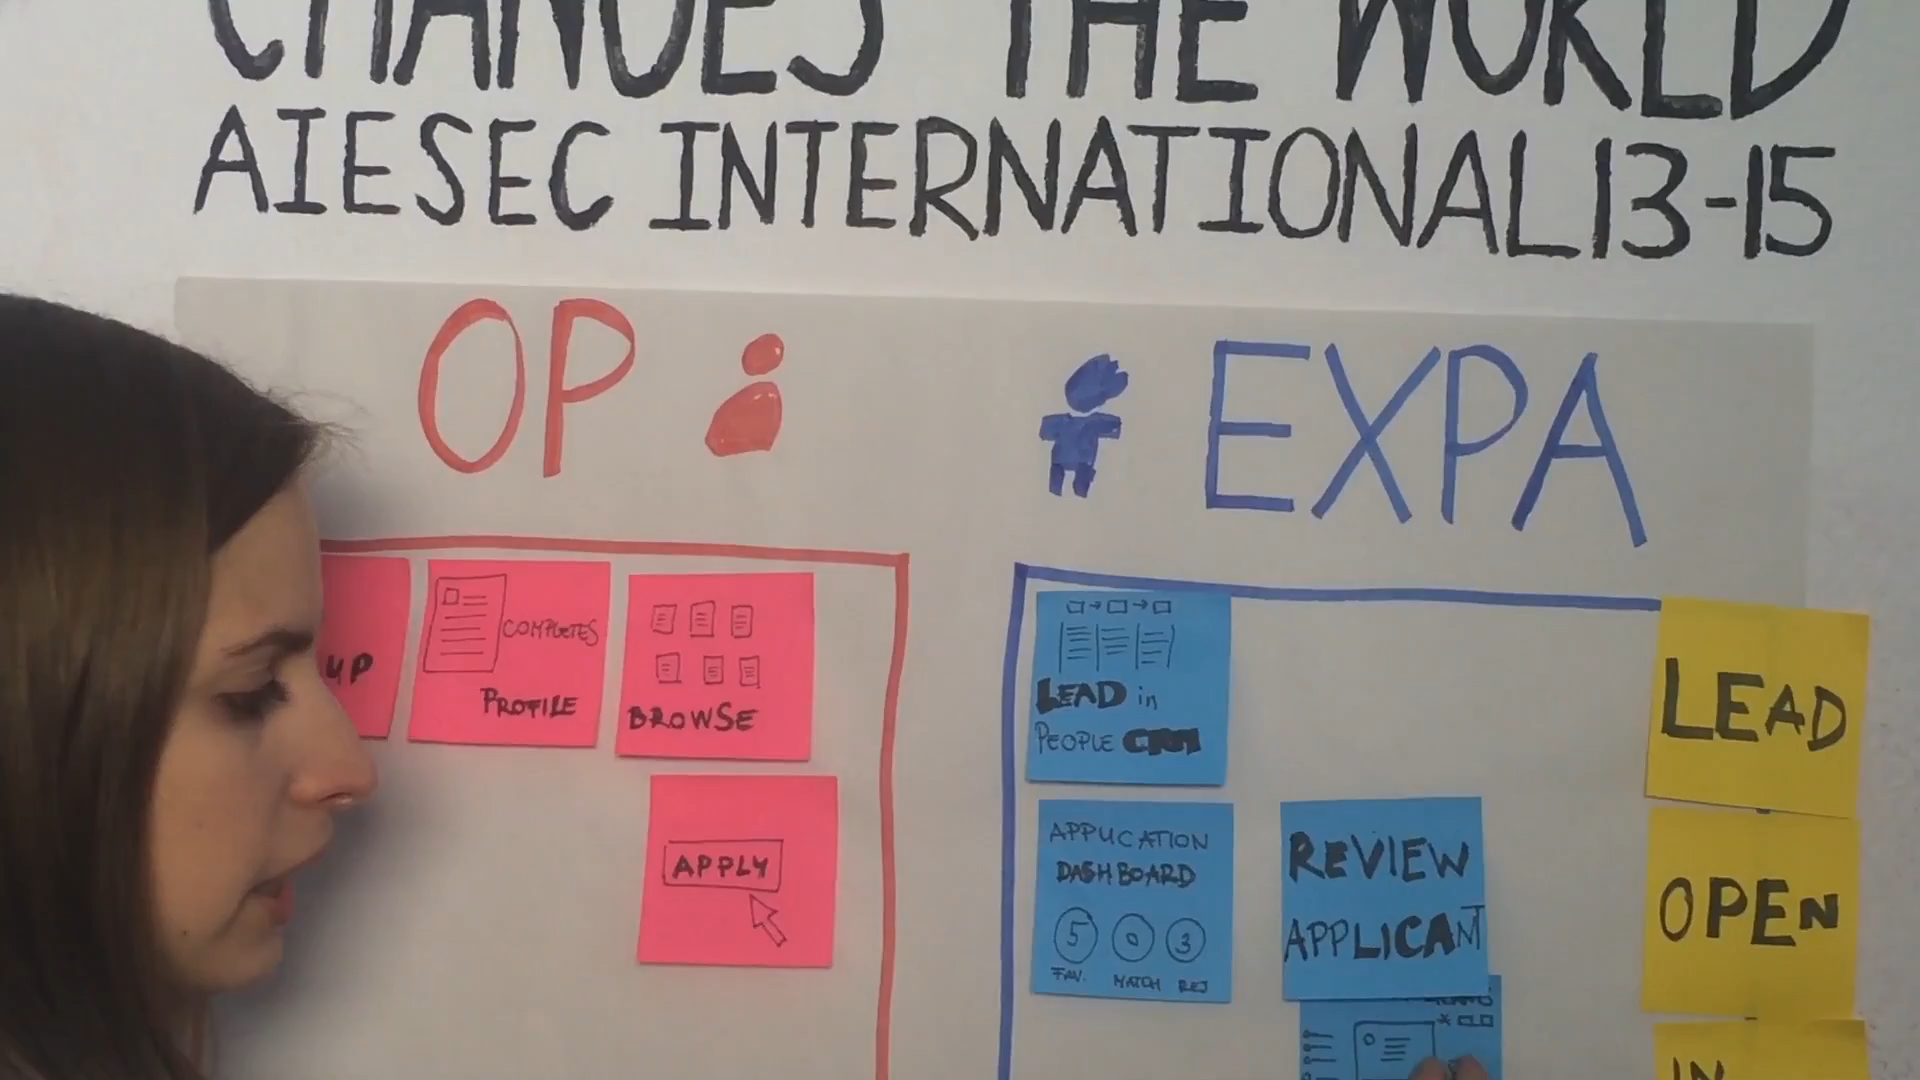 CHANGES THE WORLD
AIESEC INTERNATIONAL 13-15
OP
EXPA
UP
COMPLETES
PROFILE
BROWSE
APPLY
LEAD in
PEOPLE CRM
APPLICATION
DASHBOARD
5 0 3
FAV. MATCH REJ
REVIEW
APPLICANT
LEAD
OPEN
IN